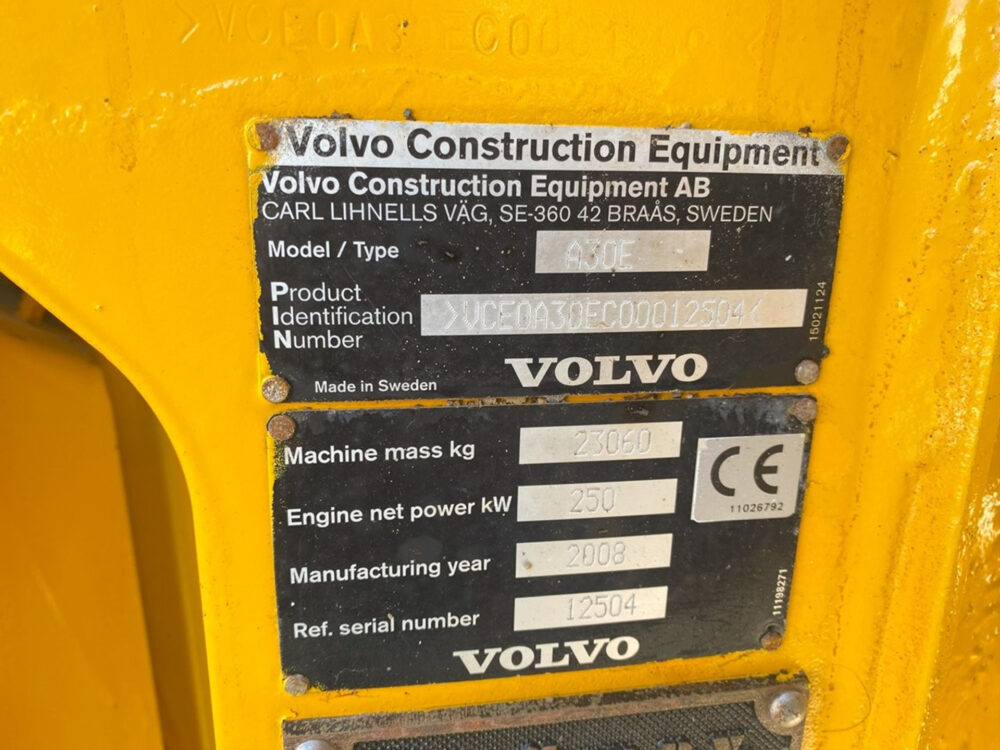 Volvo Construction Equipment
Volvo Construction Equipment AB
CARL LIHNELLS VÄG, SE-360 42 BRAÅS, SWEDEN
Model / Type A30E
Product
Identification >VCE0A30EC00012504<
Number
15021124
VOLVO
Made in Sweden
Machine mass kg 23060
CE
11026792
Engine net power kW 250
Manufacturing year 2008
11198271
Ref. serial number 12504
VOLVO